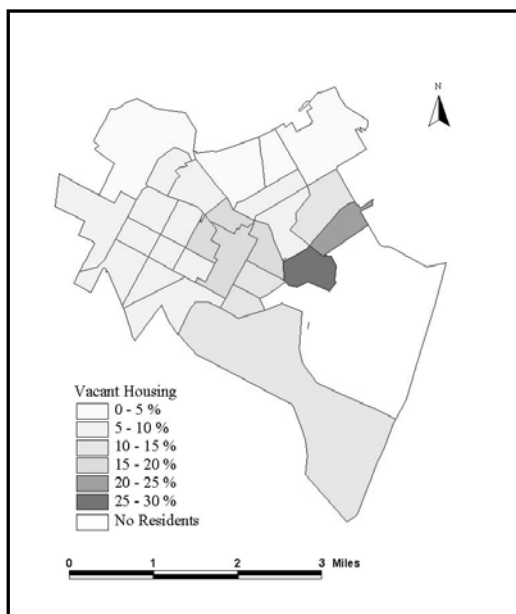 N
Vacant Housing
0 - 5 %
5 - 10 %
10 - 15 %
15 - 20 %
20 - 25 %
25 - 30 %
No Residents
0 1 2 3 Miles